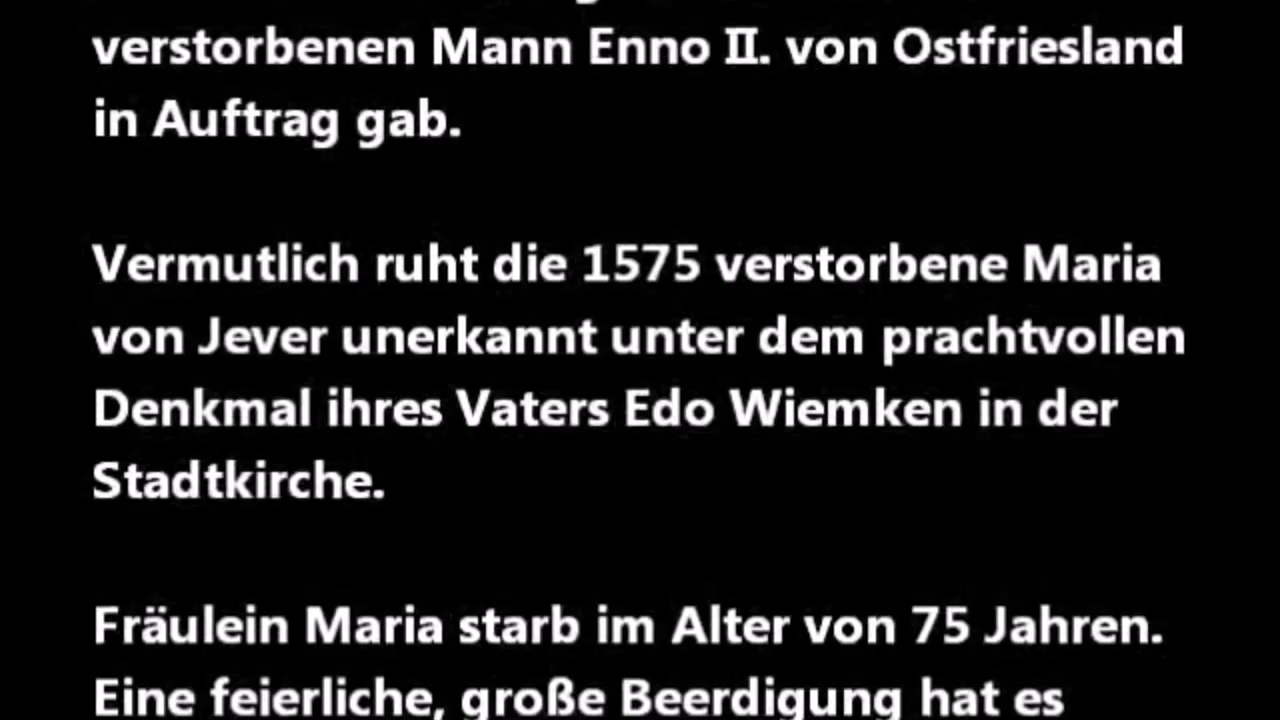 verstorbenen Mann Enno II. von Ostfriesland
in Auftrag gab.
Vermutlich ruht die 1575 verstorbene Maria
von Jever unerkannt unter dem prachtvollen
Denkmal ihres Vaters Edo Wiemken in der
Stadtkirche.
Fräulein Maria starb im Alter von 75 Jahren.
Eine feierliche, große Beerdigung hat es